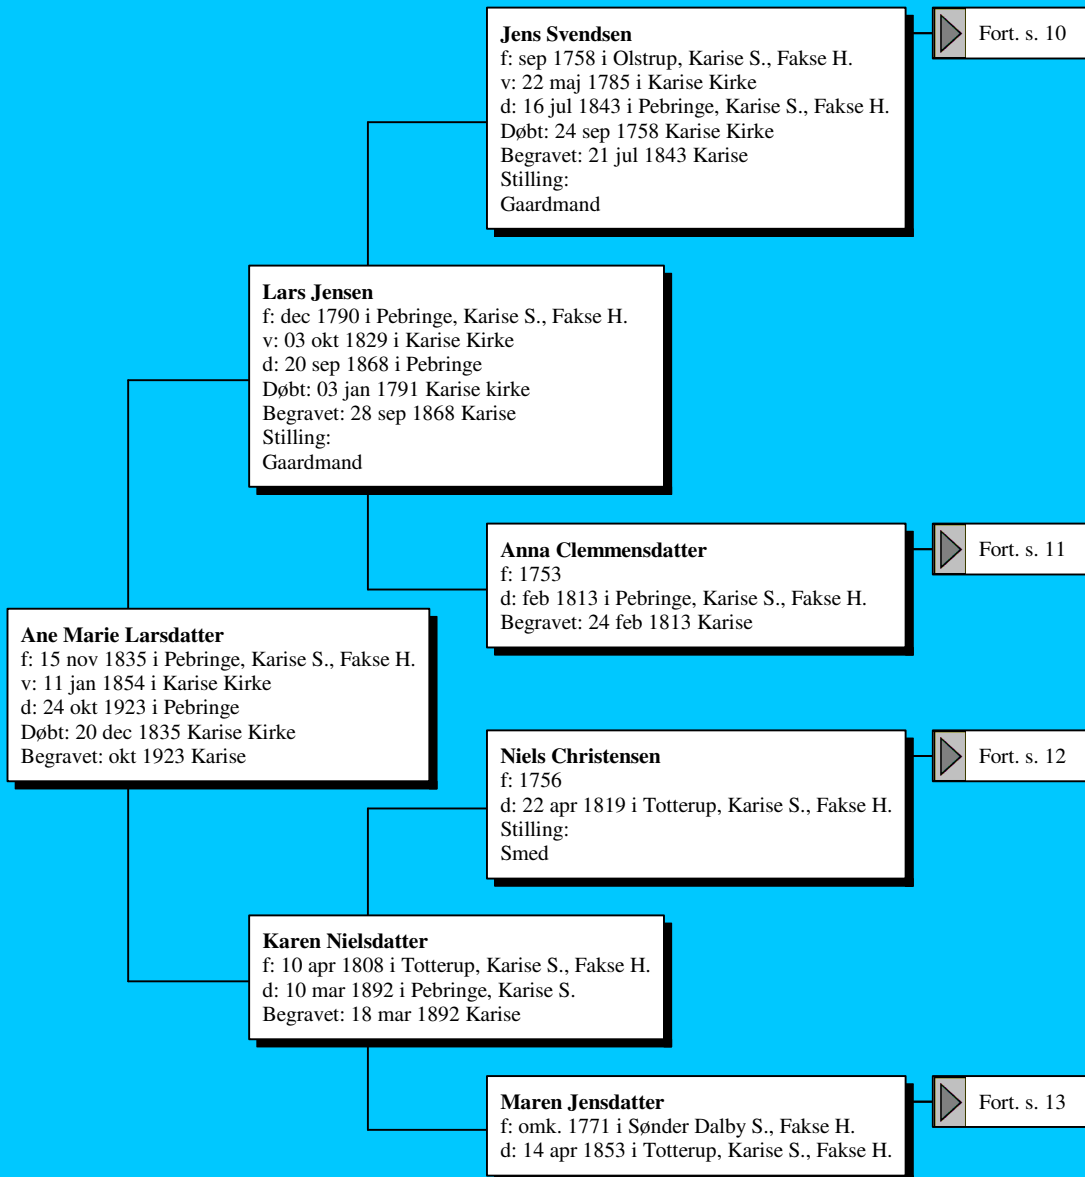 Jens Svendsen
f: sep 1758 i Olstrup, Karise S., Fakse H.
v: 22 maj 1785 i Karise Kirke
d: 16 jul 1843 i Pebringe, Karise S., Fakse H.
Døbt: 24 sep 1758 Karise Kirke
Begravet: 21 jul 1843 Karise
Stilling:
Gaardmand
Fort. s. 10
Lars Jensen
f: dec 1790 i Pebringe, Karise S., Fakse H.
v: 03 okt 1829 i Karise Kirke
d: 20 sep 1868 i Pebringe
Døbt: 03 jan 1791 Karise kirke
Begravet: 28 sep 1868 Karise
Stilling:
Gaardmand
Anna Clemmensdatter
f: 1753
d: feb 1813 i Pebringe, Karise S., Fakse H.
Begravet: 24 feb 1813 Karise
Fort. s. 11
Ane Marie Larsdatter
f: 15 nov 1835 i Pebringe, Karise S., Fakse H.
v: 11 jan 1854 i Karise Kirke
d: 24 okt 1923 i Pebringe
Døbt: 20 dec 1835 Karise Kirke
Begravet: okt 1923 Karise
Niels Christensen
f: 1756
d: 22 apr 1819 i Totterup, Karise S., Fakse H.
Stilling:
Smed
Fort. s. 12
Karen Nielsdatter
f: 10 apr 1808 i Totterup, Karise S., Fakse H.
d: 10 mar 1892 i Pebringe, Karise S.
Begravet: 18 mar 1892 Karise
Maren Jensdatter
f: omk. 1771 i Sønder Dalby S., Fakse H.
d: 14 apr 1853 i Totterup, Karise S., Fakse H.
Fort. s. 13